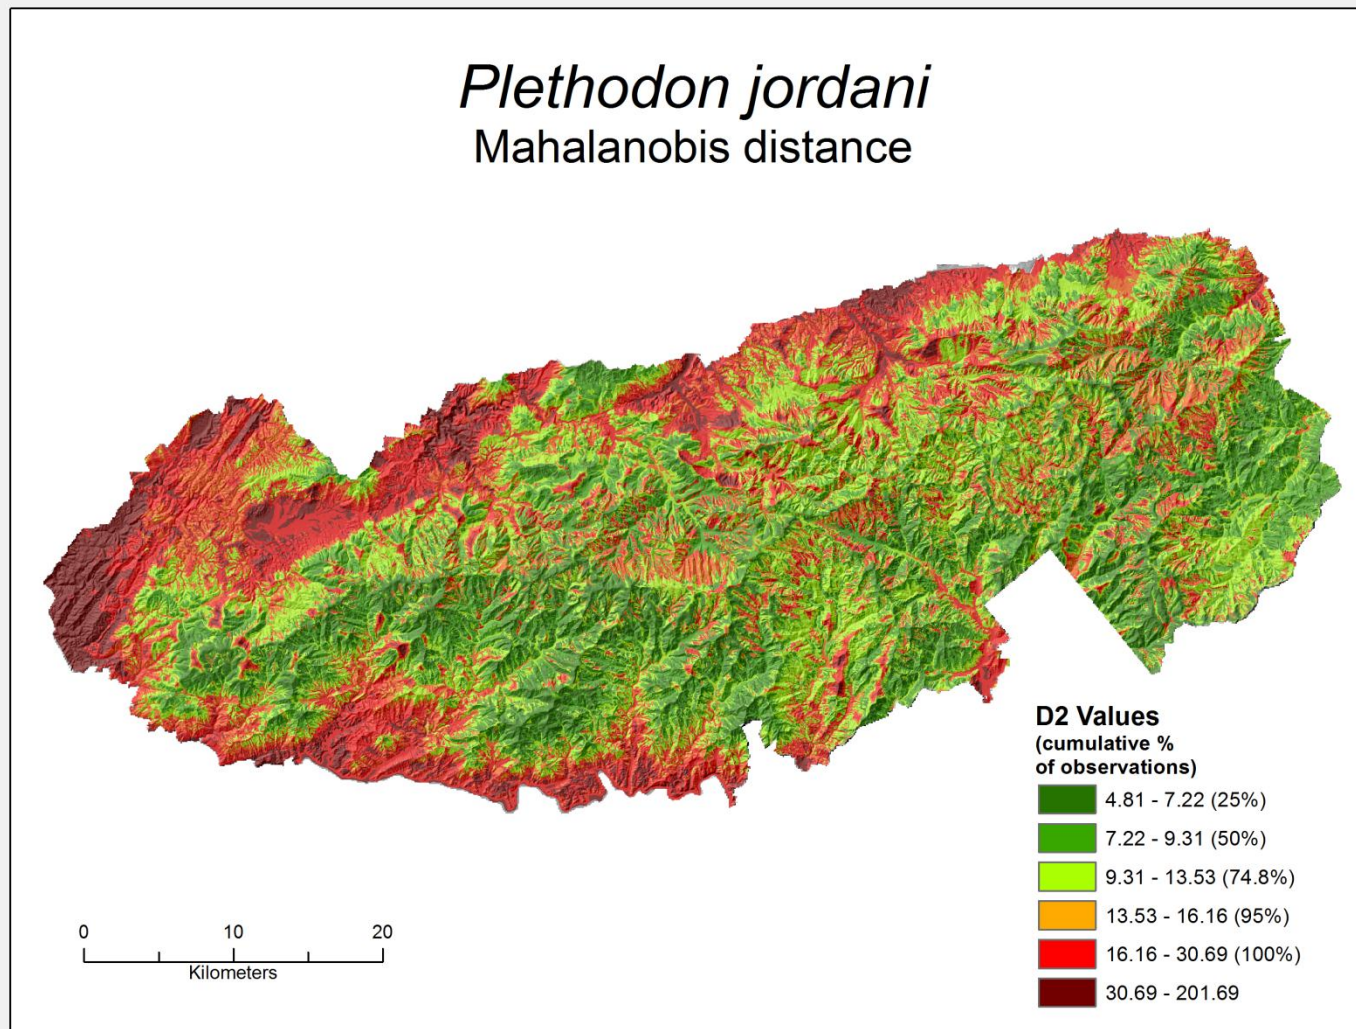 Plethodon jordani
Mahalanobis distance
D2 Values
(cumulative %
of observations)
4.81 - 7.22 (25%)
7.22 - 9.31 (50%)
9.31 - 13.53 (74.8%)
13.53 - 16.16 (95%)
16.16 - 30.69 (100%)
30.69 - 201.69
0 10 20
Kilometers